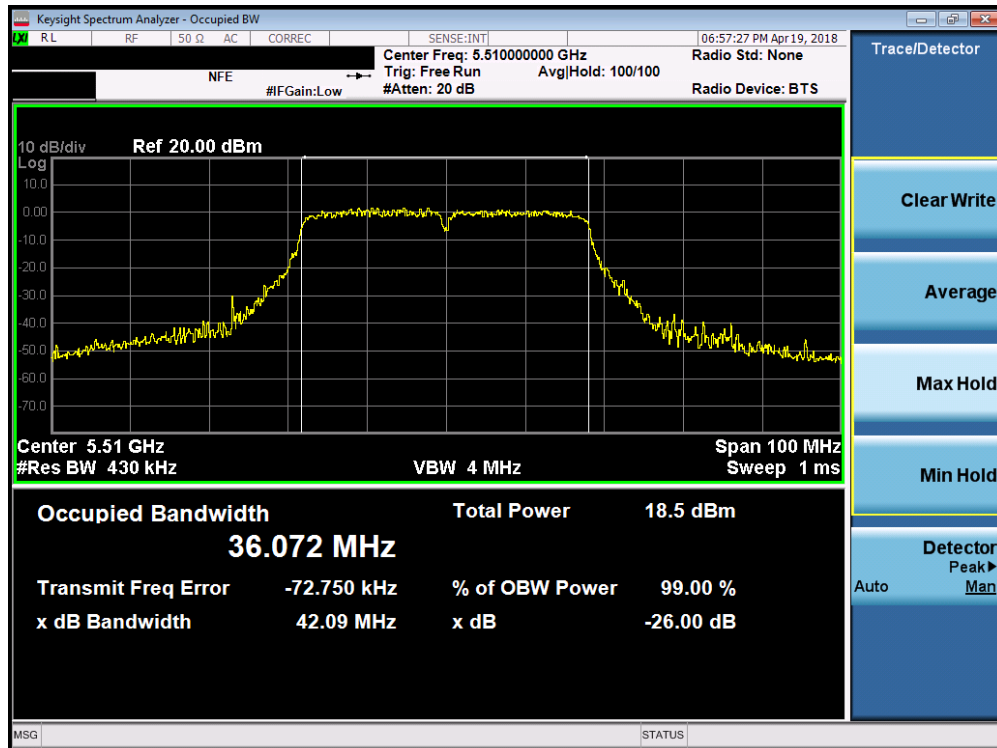 Keysight Spectrum Analyzer - Occupied BW
LXI RL RF 50 Ω AC CORREC SENSE:INT 06:57:27 PM Apr 19, 2018
Center Freq: 5.510000000 GHz Radio Std: None
NFE Trig: Free Run Avg|Hold: 100/100
#IFGain:Low #Atten: 20 dB Radio Device: BTS
10 dB/div Ref 20.00 dBm
Log
10.0
0.00
-10.0
-20.0
-30.0
-40.0
-50.0
-60.0
-70.0
Center 5.51 GHz Span 100 MHz
#Res BW 430 kHz VBW 4 MHz Sweep 1 ms
Occupied Bandwidth Total Power 18.5 dBm
36.072 MHz
Transmit Freq Error -72.750 kHz % of OBW Power 99.00 %
x dB Bandwidth 42.09 MHz x dB -26.00 dB
Trace/Detector
Clear Write
Average
Max Hold
Min Hold
Detector
Peak▶
Auto Man
MSG STATUS